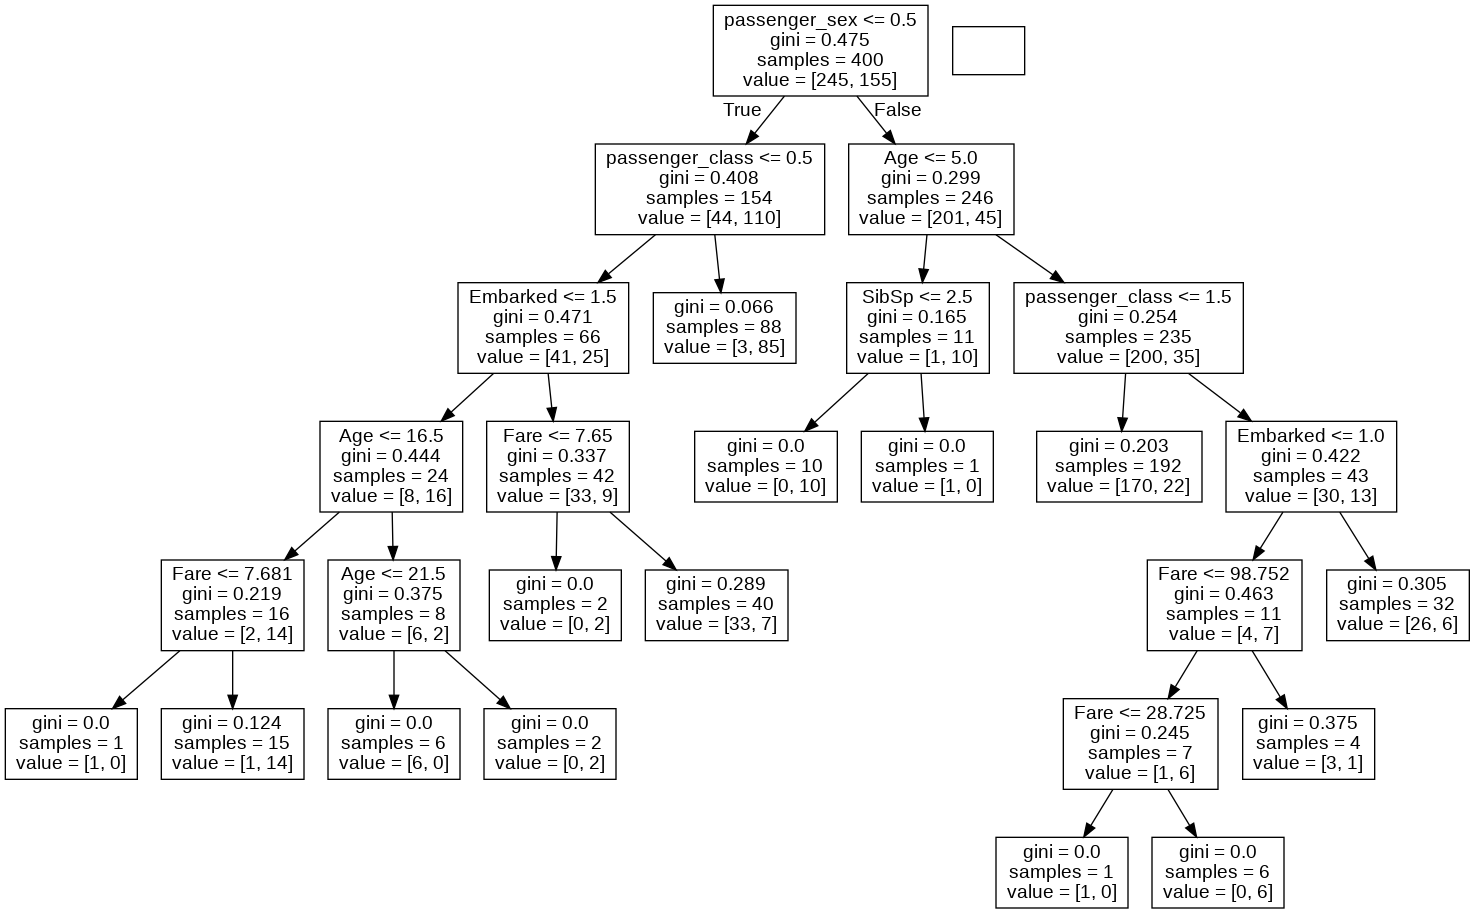 passenger_sex <= 0.5
gini = 0.475
samples = 400
value = [245, 155]
True
False
passenger_class <= 0.5
gini = 0.408
samples = 154
value = [44, 110]
Age <= 5.0
gini = 0.299
samples = 246
value = [201, 45]
Embarked <= 1.5
gini = 0.471
samples = 66
value = [41, 25]
gini = 0.066
samples = 88
value = [3, 85]
SibSp <= 2.5
gini = 0.165
samples = 11
value = [1, 10]
passenger_class <= 1.5
gini = 0.254
samples = 235
value = [200, 35]
Age <= 16.5
gini = 0.444
samples = 24
value = [8, 16]
Fare <= 7.65
gini = 0.337
samples = 42
value = [33, 9]
gini = 0.0
samples = 10
value = [0, 10]
gini = 0.0
samples = 1
value = [1, 0]
gini = 0.203
samples = 192
value = [170, 22]
Embarked <= 1.0
gini = 0.422
samples = 43
value = [30, 13]
Fare <= 7.681
gini = 0.219
samples = 16
value = [2, 14]
Age <= 21.5
gini = 0.375
samples = 8
value = [6, 2]
gini = 0.0
samples = 2
value = [0, 2]
gini = 0.289
samples = 40
value = [33, 7]
Fare <= 98.752
gini = 0.463
samples = 11
value = [4, 7]
gini = 0.305
samples = 32
value = [26, 6]
gini = 0.0
samples = 1
value = [1, 0]
gini = 0.124
samples = 15
value = [1, 14]
gini = 0.0
samples = 6
value = [6, 0]
gini = 0.0
samples = 2
value = [0, 2]
Fare <= 28.725
gini = 0.245
samples = 7
value = [1, 6]
gini = 0.375
samples = 4
value = [3, 1]
gini = 0.0
samples = 1
value = [1, 0]
gini = 0.0
samples = 6
value = [0, 6]